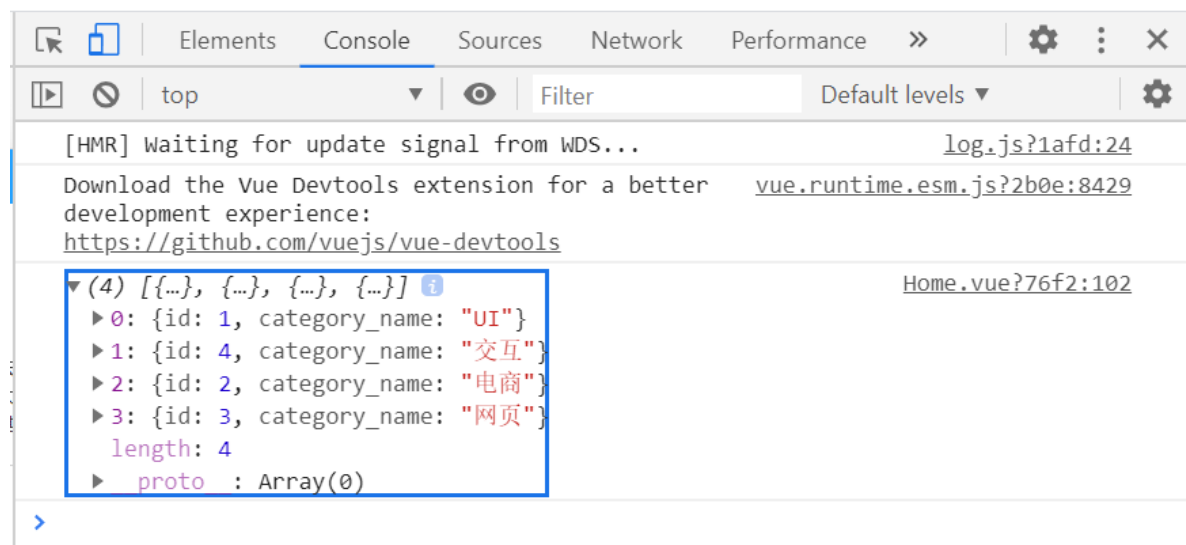 Elements Console Sources Network Performance »
top ▼ Filter Default levels ▼
[HMR] Waiting for update signal from WDS... log.js?1afd:24
Download the Vue Devtools extension for a better vue.runtime.esm.js?2b0e:8429
development experience:
https://github.com/vuejs/vue-devtools
▼(4) [{…}, {…}, {…}, {…}] i Home.vue?76f2:102
▶0: {id: 1, category_name: "UI"}
▶1: {id: 4, category_name: "交互"}
▶2: {id: 2, category_name: "电商"}
▶3: {id: 3, category_name: "网页"}
length: 4
▶__proto__: Array(0)
>